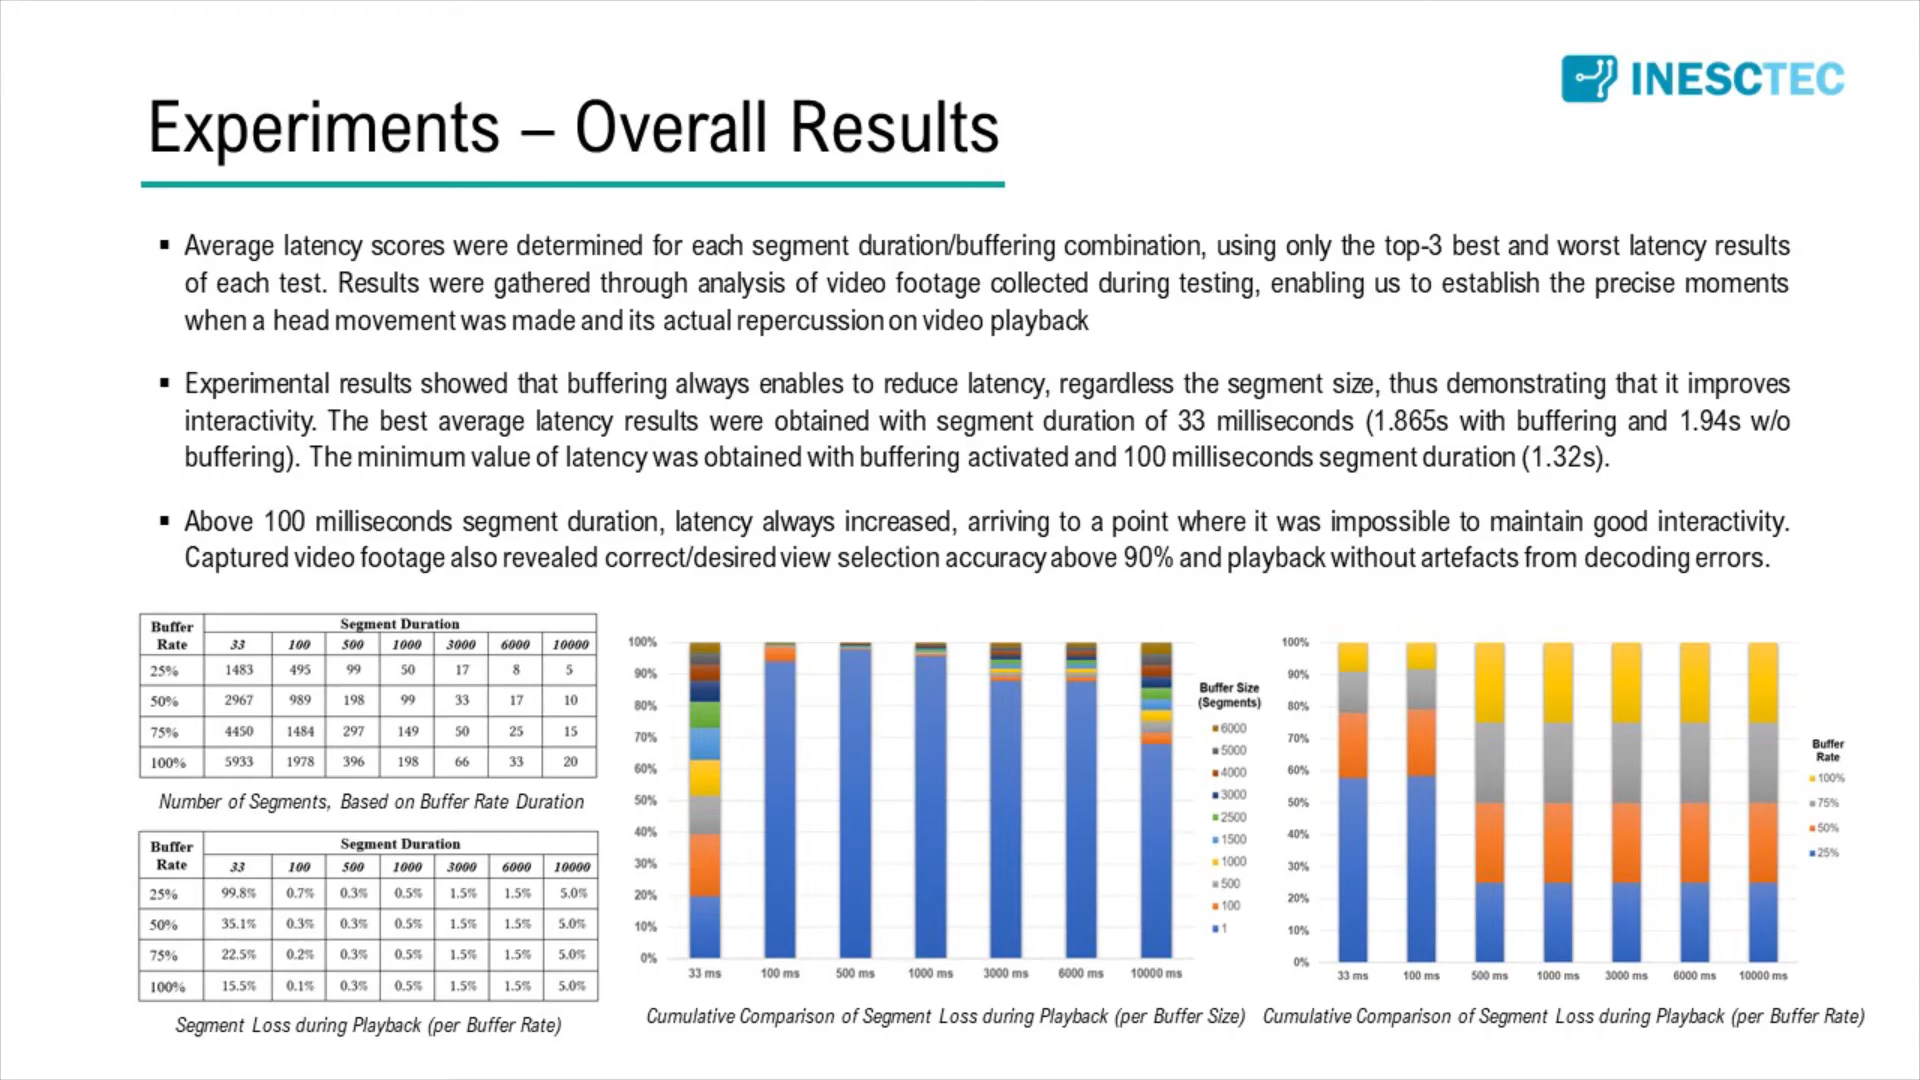 INESCTEC
Experiments – Overall Results
▪ Average latency scores were determined for each segment duration/buffering combination, using only the top-3 best and worst latency results
of each test. Results were gathered through analysis of video footage collected during testing, enabling us to establish the precise moments
when a head movement was made and its actual repercussion on video playback
▪ Experimental results showed that buffering always enables to reduce latency, regardless the segment size, thus demonstrating that it improves
interactivity. The best average latency results were obtained with segment duration of 33 milliseconds (1.865s with buffering and 1.94s w/o
buffering). The minimum value of latency was obtained with buffering activated and 100 milliseconds segment duration (1.32s).
▪ Above 100 milliseconds segment duration, latency always increased, arriving to a point where it was impossible to maintain good interactivity.
Captured video footage also revealed correct/desired view selection accuracy above 90% and playback without artefacts from decoding errors.
Buffer Segment Duration
Rate 33 100 500 1000 3000 6000 10000
25% 1483 495 99 50 17 8 5
50% 2967 989 198 99 33 17 10
75% 4450 1484 297 149 50 25 15
100% 5933 1978 396 198 66 33 20
Number of Segments, Based on Buffer Rate Duration
Buffer Segment Duration
Rate 33 100 500 1000 3000 6000 10000
25% 99.8% 0.7% 0.3% 0.5% 1.5% 1.5% 5.0%
50% 35.1% 0.3% 0.3% 0.5% 1.5% 1.5% 5.0%
75% 22.5% 0.2% 0.3% 0.5% 1.5% 1.5% 5.0%
100% 15.5% 0.1% 0.3% 0.5% 1.5% 1.5% 5.0%
Segment Loss during Playback (per Buffer Rate)
100%
90%
80%
70%
60%
50%
40%
30%
20%
10%
0%
33 ms 100 ms 500 ms 1000 ms 3000 ms 6000 ms 10000 ms
Buffer Size
(Segments)
6000
5000
4000
3000
2500
1500
1000
500
100
1
Cumulative Comparison of Segment Loss during Playback (per Buffer Size)
100%
90%
80%
70%
60%
50%
40%
30%
20%
10%
0%
33 ms 100 ms 500 ms 1000 ms 3000 ms 6000 ms 10000 ms
Buffer
Rate
100%
75%
50%
25%
Cumulative Comparison of Segment Loss during Playback (per Buffer Rate)